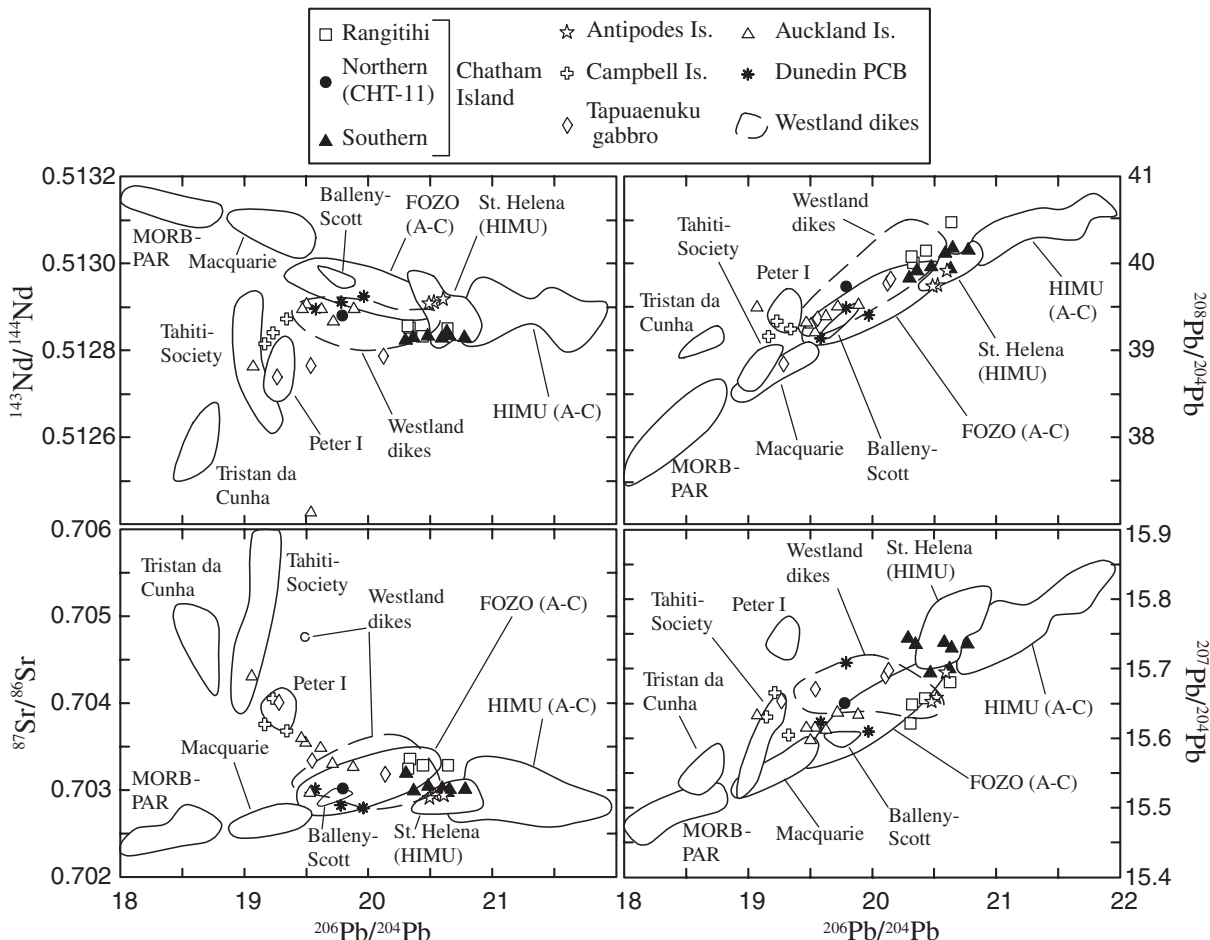 Rangitihi
Northern
(CHT-11)
Southern
Chatham
Island
Antipodes Is.
Campbell Is.
Tapuaenuku
gabbro
Auckland Is.
Dunedin PCB
Westland dikes
0.5132
0.5130
0.5128
0.5126
143Nd/144Nd
MORB-
PAR
Macquarie
Balleny-
Scott
FOZO
(A-C)
St. Helena
(HIMU)
Tahiti-
Society
Tristan da
Cunha
Peter I
Westland
dikes
HIMU (A-C)
41
40
39
38
208Pb/204Pb
Tahiti-
Society
Westland
dikes
Peter I
Tristan da
Cunha
HIMU
(A-C)
St. Helena
(HIMU)
FOZO (A-C)
Balleny-
Scott
Macquarie
MORB-
PAR
0.706
0.705
0.704
0.703
0.702
87Sr/86Sr
Tristan da
Cunha
Tahiti-
Society
Westland
dikes
FOZO (A-C)
Peter I
HIMU (A-C)
Macquarie
MORB-
PAR
Balleny-
Scott
St. Helena
(HIMU)
18
19
20
21
206Pb/204Pb
15.9
15.8
15.7
15.6
15.5
15.4
207Pb/204Pb
Westland
dikes
St. Helena
(HIMU)
Tahiti-
Society
Peter I
Tristan da
Cunha
HIMU (A-C)
FOZO (A-C)
Balleny-
Scott
Macquarie
MORB-
PAR
18
19
20
21
22
206Pb/204Pb